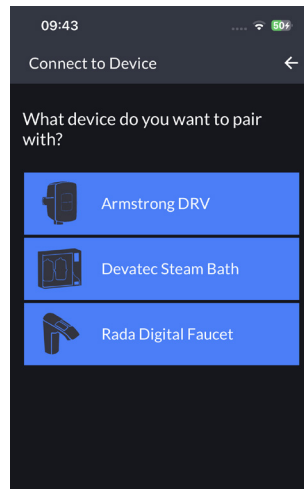 09:43
50
Connect to Device
What device do you want to pair
with?
Armstrong DRV
Devatec Steam Bath
Rada Digital Faucet